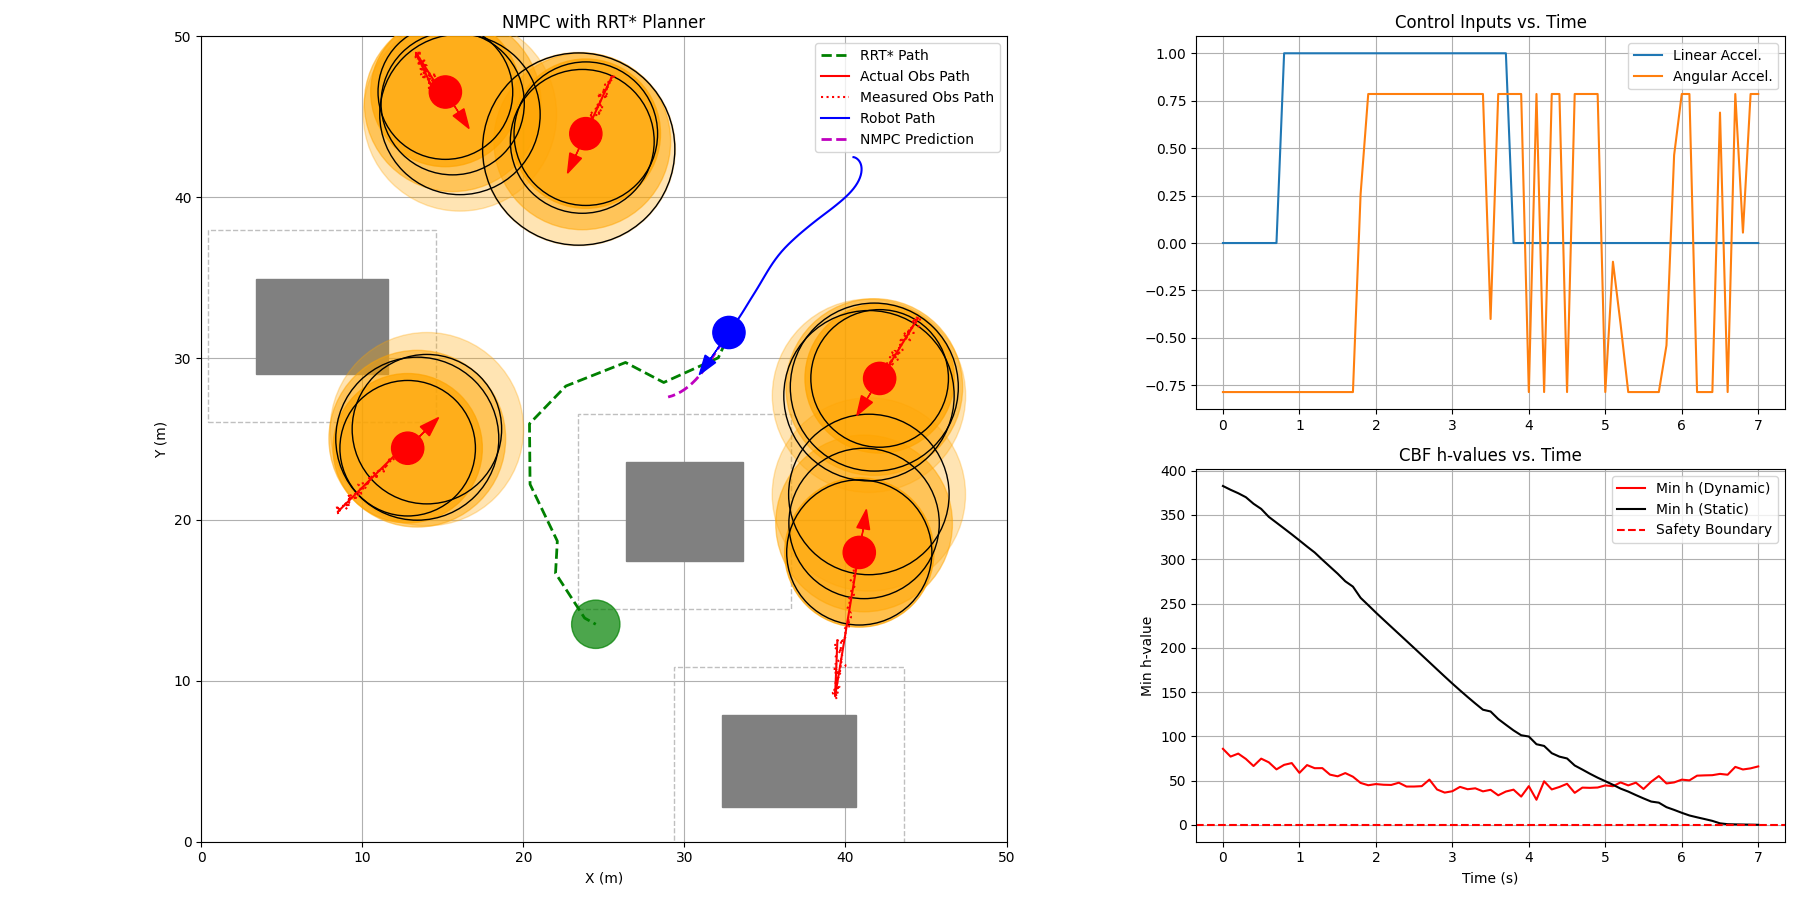 NMPC with RRT* Planner
50
40
30
20
10
0
Y (m)
0 10 20 30 40 50
X (m)
RRT* Path
Actual Obs Path
Measured Obs Path
Robot Path
NMPC Prediction
Control Inputs vs. Time
1.00
0.75
0.50
0.25
0.00
−0.25
−0.50
−0.75
0 1 2 3 4 5 6 7
Linear Accel.
Angular Accel.
CBF h-values vs. Time
400
350
300
250
200
150
100
50
0
Min h-value
0 1 2 3 4 5 6 7
Time (s)
Min h (Dynamic)
Min h (Static)
Safety Boundary